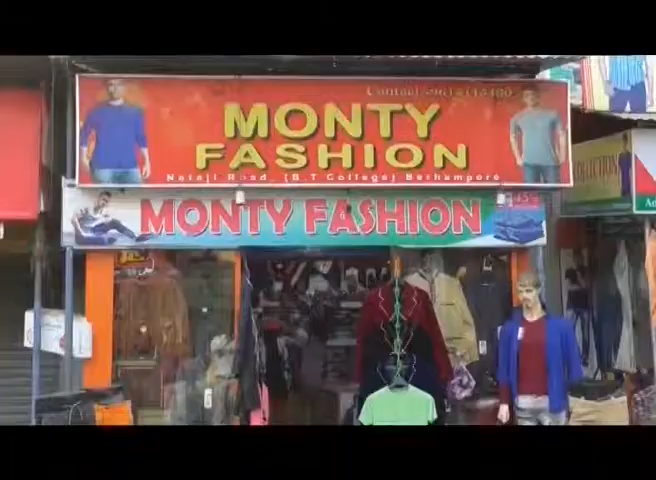 MONTY
FASHION
Netaji Road, (B.T College) Berhampore
MONTY FASHION